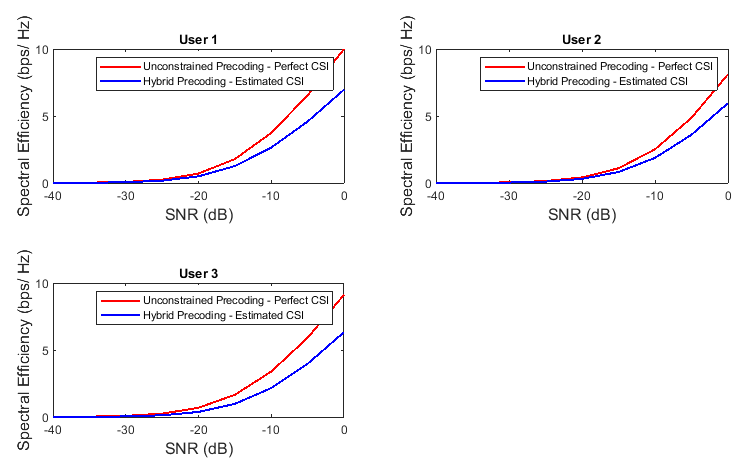 User 1
Spectral Efficiency (bps/ Hz)
10
5
0
Unconstrained Precoding - Perfect CSI
Hybrid Precoding - Estimated CSI
-40 -30 -20 -10 0
SNR (dB)
User 2
Spectral Efficiency (bps/ Hz)
10
5
0
Unconstrained Precoding - Perfect CSI
Hybrid Precoding - Estimated CSI
-40 -30 -20 -10 0
SNR (dB)
User 3
Spectral Efficiency (bps/ Hz)
10
5
0
Unconstrained Precoding - Perfect CSI
Hybrid Precoding - Estimated CSI
-40 -30 -20 -10 0
SNR (dB)